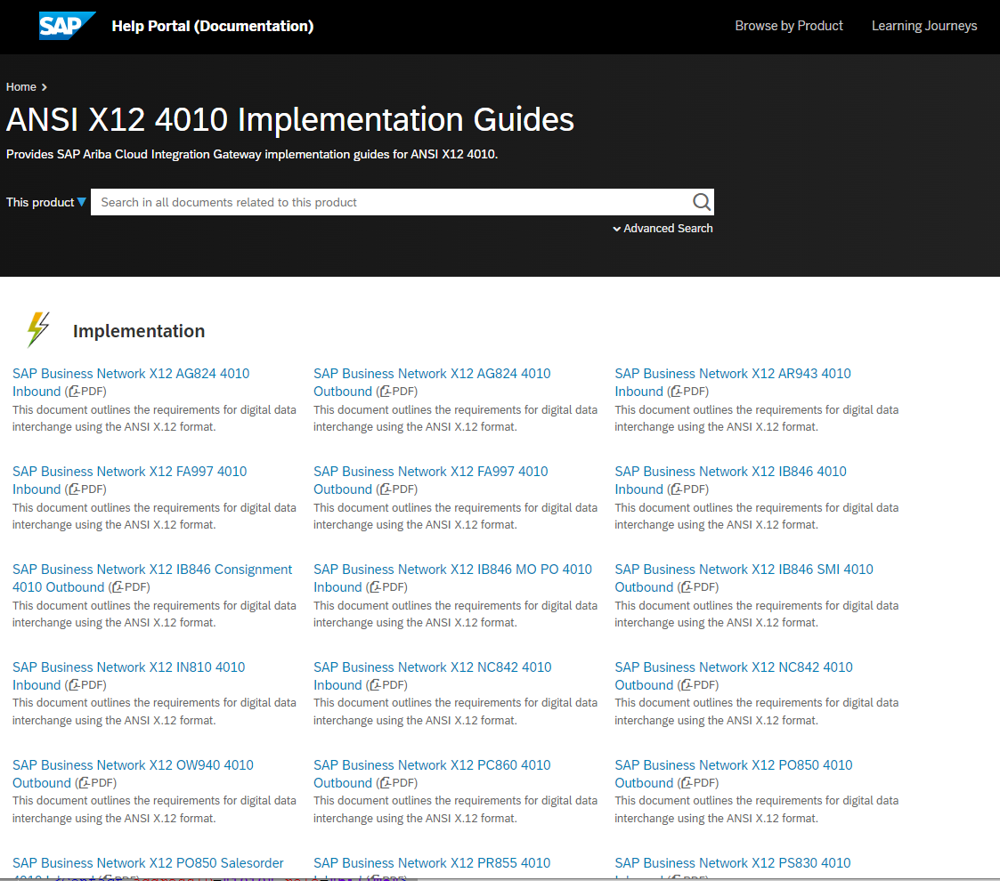 SAP Help Portal (Documentation) Browse by Product Learning Journeys
Home
ANSI X12 4010 Implementation Guides
Provides SAP Ariba Cloud Integration Gateway implementation guides for ANSI X12 4010.
This product Search in all documents related to this product
Advanced Search
Implementation
SAP Business Network X12 AG824 4010
Inbound (PDF)
This document outlines the requirements for digital data
interchange using the ANSI X.12 format.
SAP Business Network X12 AG824 4010
Outbound (PDF)
This document outlines the requirements for digital data
interchange using the ANSI X.12 format.
SAP Business Network X12 AR943 4010
Inbound (PDF)
This document outlines the requirements for digital data
interchange using the ANSI X.12 format.
SAP Business Network X12 FA997 4010
Inbound (PDF)
This document outlines the requirements for digital data
interchange using the ANSI X.12 format.
SAP Business Network X12 FA997 4010
Outbound (PDF)
This document outlines the requirements for digital data
interchange using the ANSI X.12 format.
SAP Business Network X12 IB846 4010
Inbound (PDF)
This document outlines the requirements for digital data
interchange using the ANSI X.12 format.
SAP Business Network X12 IB846 Consignment
4010 Outbound (PDF)
This document outlines the requirements for digital data
interchange using the ANSI X.12 format.
SAP Business Network X12 IB846 MO PO 4010
Inbound (PDF)
This document outlines the requirements for digital data
interchange using the ANSI X.12 format.
SAP Business Network X12 IB846 SMI 4010
Outbound (PDF)
This document outlines the requirements for digital data
interchange using the ANSI X.12 format.
SAP Business Network X12 IN810 4010
Inbound (PDF)
This document outlines the requirements for digital data
interchange using the ANSI X.12 format.
SAP Business Network X12 NC842 4010
Inbound (PDF)
This document outlines the requirements for digital data
interchange using the ANSI X.12 format.
SAP Business Network X12 NC842 4010
Outbound (PDF)
This document outlines the requirements for digital data
interchange using the ANSI X.12 format.
SAP Business Network X12 OW940 4010
Outbound (PDF)
This document outlines the requirements for digital data
interchange using the ANSI X.12 format.
SAP Business Network X12 PC860 4010
Outbound (PDF)
This document outlines the requirements for digital data
interchange using the ANSI X.12 format.
SAP Business Network X12 PO850 4010
Outbound (PDF)
This document outlines the requirements for digital data
interchange using the ANSI X.12 format.
SAP Business Network X12 PO850 Salesorder
SAP Business Network X12 PR855 4010
SAP Business Network X12 PS830 4010